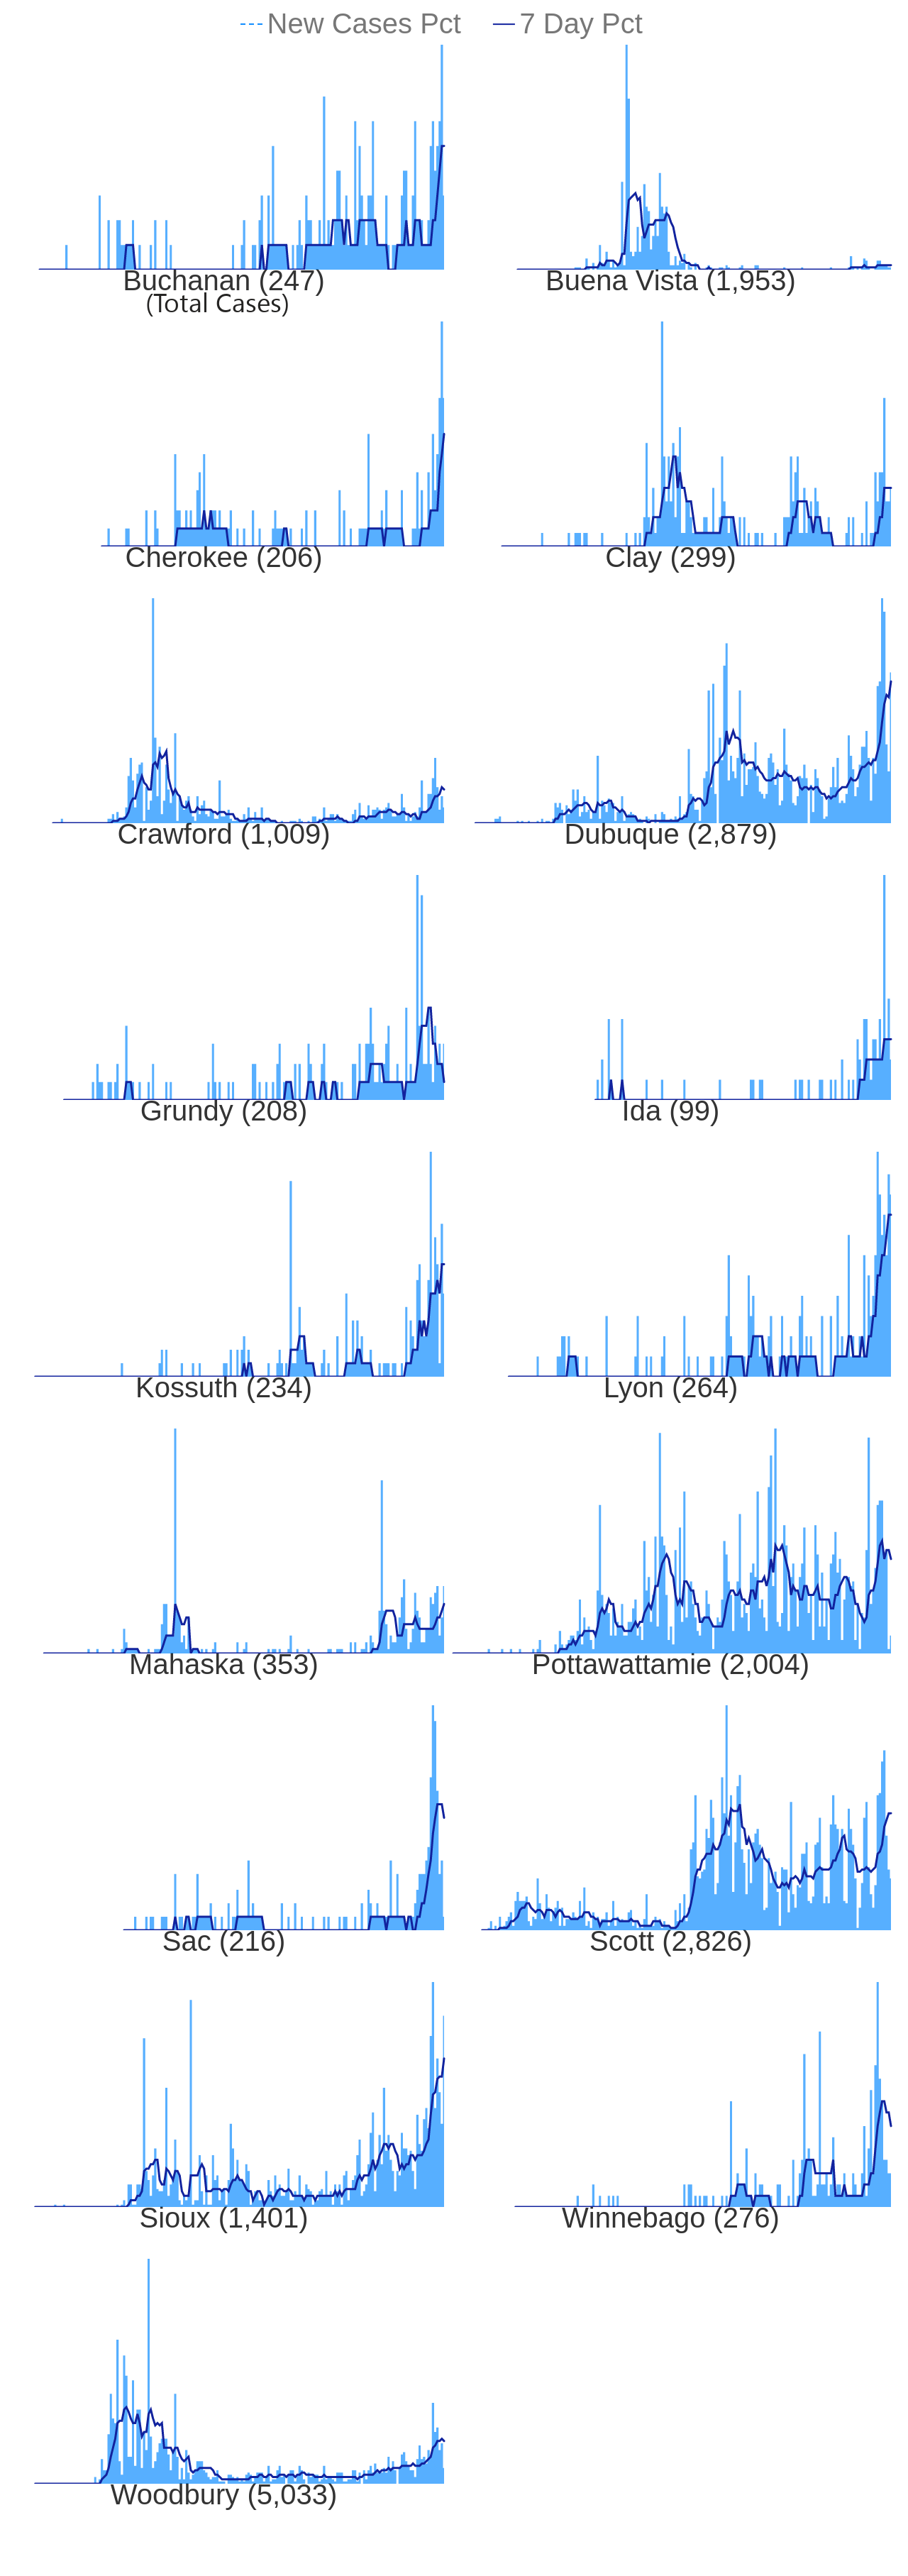 New Cases Pct 7 Day Pct
Buchanan (247) Buena Vista (1,953)
(Total Cases)
Cherokee (206) Clay (299)
Crawford (1,009) Dubuque (2,879)
Grundy (208) Ida (99)
Kossuth (234) Lyon (264)
Mahaska (353) Pottawattamie (2,004)
Sac (216) Scott (2,826)
Sioux (1,401) Winnebago (276)
Woodbury (5,033)